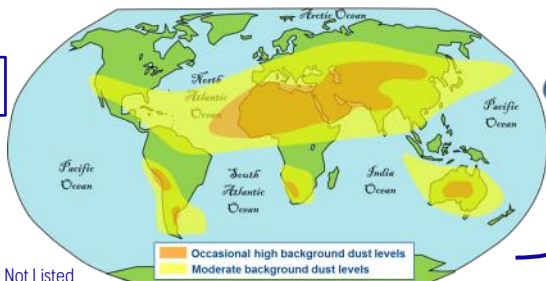 Arctic Ocean
North
Atlantic
Ocean
Pacific
Ocean
Pacific
Ocean
South
Atlantic
Ocean
India
Ocean
Occasional high background dust levels
Moderate background dust levels
Not Listed